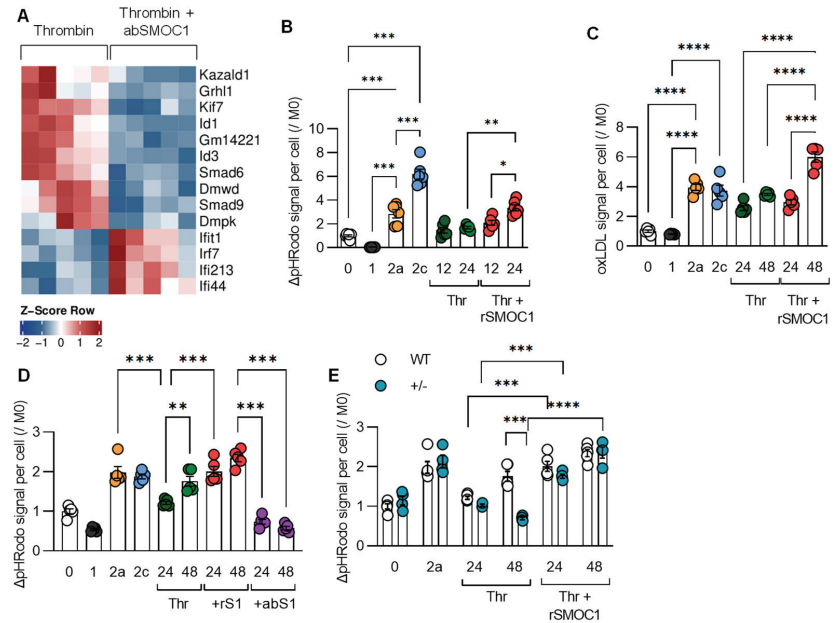 A
Thrombin
Thrombin +
abSMOC1
Kazald1
Grhl1
Kif7
Id1
Gm14221
Id3
Smad6
Dmwd
Smad9
Dmpk
Ifit1
Irf7
Ifi213
Ifi44
Z-Score Row
−2 −1 0 1 2
B
ΔpHRodo signal per cell (/ M0)
10
8
6
4
2
0
***
***
***
***
**
*
0 1 2a 2c 12 24 12 24
Thr Thr +
rSMOC1
C
oxLDL signal per cell (/ M0)
8
6
4
2
0
****
****
****
****
****
****
0 1 2a 2c 24 48 24 48
Thr Thr +
rSMOC1
D
ΔpHRodo signal per cell (/ M0)
3
2
1
0
*** *** ***
** ***
0 1 2a 2c 24 48 24 48 24 48
Thr +rS1 +abS1
E
WT
+/-
ΔpHRodo signal per cell (/ M0)
3
2
1
0
***
***
*** ****
0 2a 24 48 24 48
Thr Thr +
rSMOC1